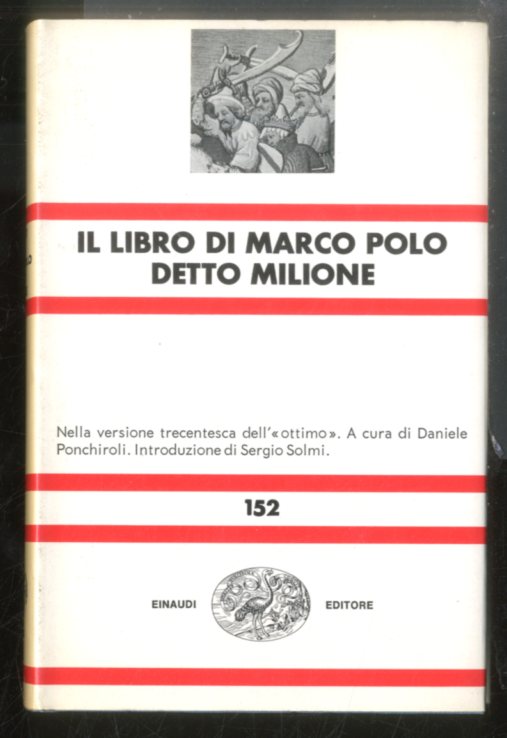 IL LIBRO DI MARCO POLO
DETTO MILIONE
Nella versione trecentesca dell'«ottimo». A cura di Daniele
Ponchiroli. Introduzione di Sergio Solmi.
152
EINAUDI EDITORE